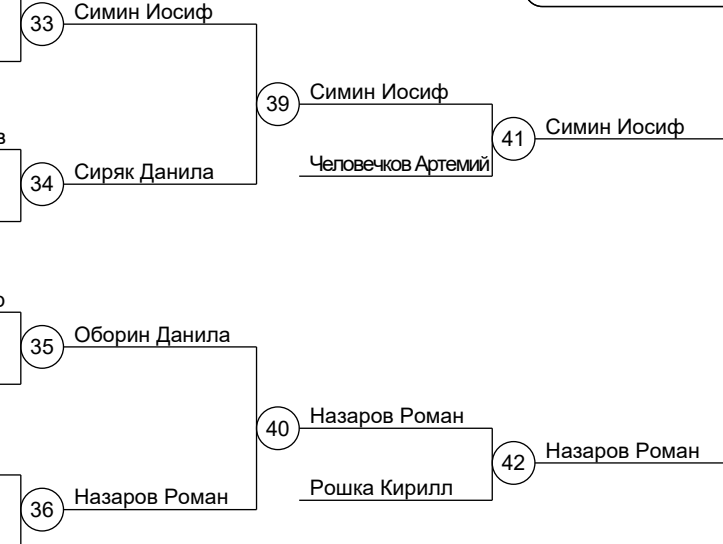 33 Симин Иосиф
39 Симин Иосиф
41 Симин Иосиф
в
Человечков Артемий
34 Сиряк Данила
35 Оборин Данила
40 Назаров Роман
42 Назаров Роман
Рошка Кирилл
36 Назаров Роман